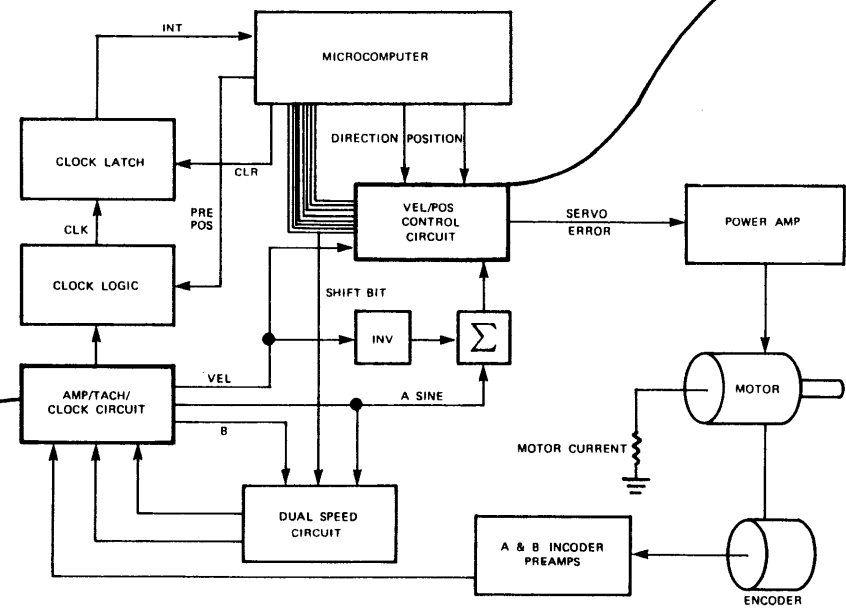 INT
MICROCOMPUTER
DIRECTION POSITION
CLOCK LATCH
CLR
PRE
POS
VEL/POS
CONTROL
CIRCUIT
SERVO
ERROR
POWER AMP
CLK
CLOCK LOGIC
SHIFT BIT
INV
Σ
VEL
AMP/TACH/
CLOCK CIRCUIT
A SINE
B
MOTOR
MOTOR CURRENT
DUAL SPEED
CIRCUIT
A & B INCODER
PREAMPS
ENCODER